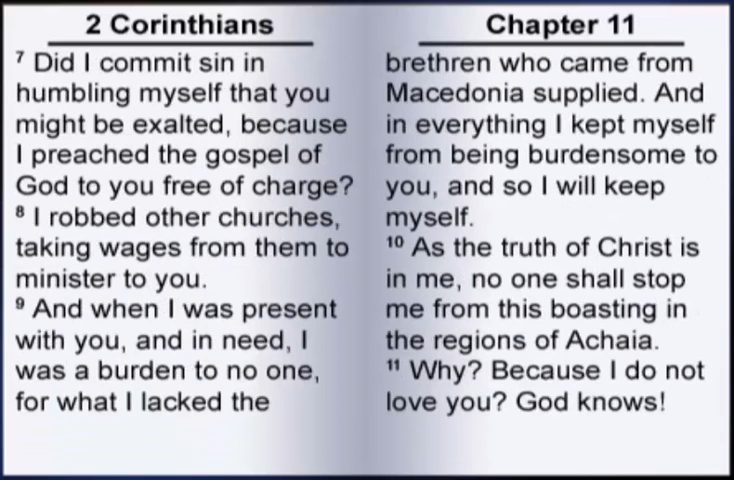 2 Corinthians
⁷ Did I commit sin in
humbling myself that you
might be exalted, because
I preached the gospel of
God to you free of charge?
⁸ I robbed other churches,
taking wages from them to
minister to you.
⁹ And when I was present
with you, and in need, I
was a burden to no one,
for what I lacked the
Chapter 11
brethren who came from
Macedonia supplied. And
in everything I kept myself
from being burdensome to
you, and so I will keep
myself.
¹⁰ As the truth of Christ is
in me, no one shall stop
me from this boasting in
the regions of Achaia.
¹¹ Why? Because I do not
love you? God knows!